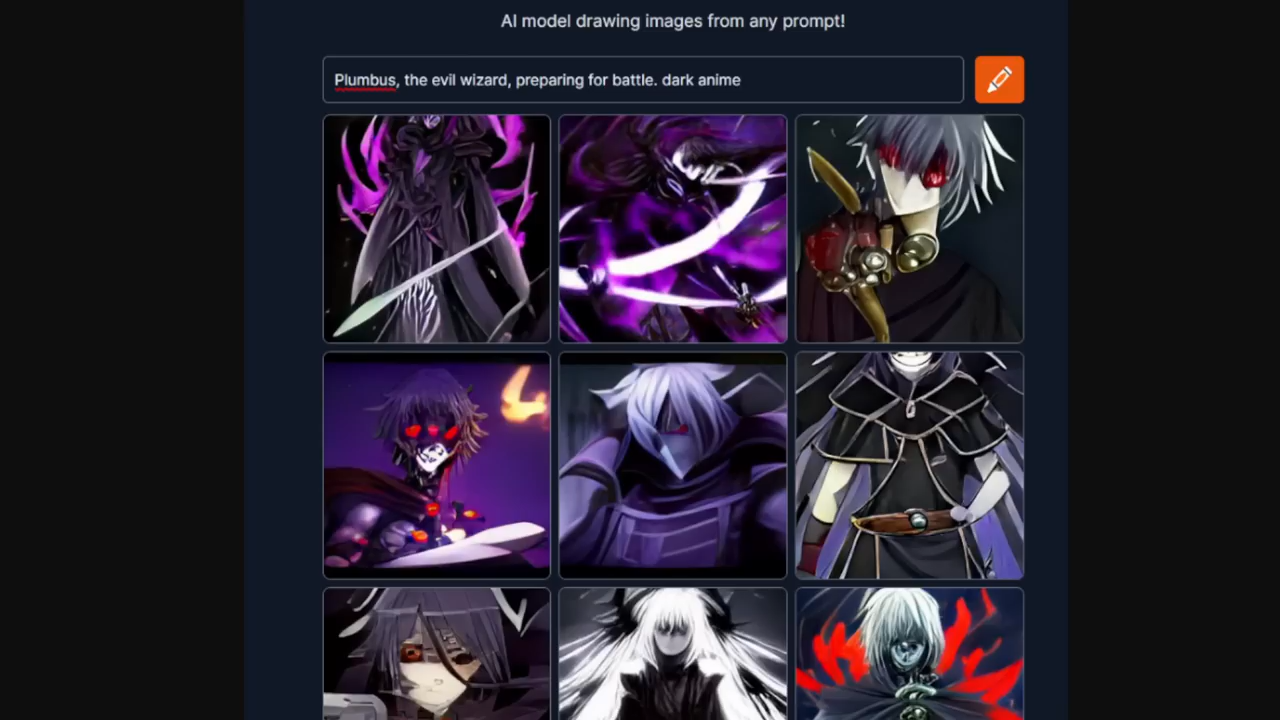 AI model drawing images from any prompt!
Plumbus, the evil wizard, preparing for battle. dark anime